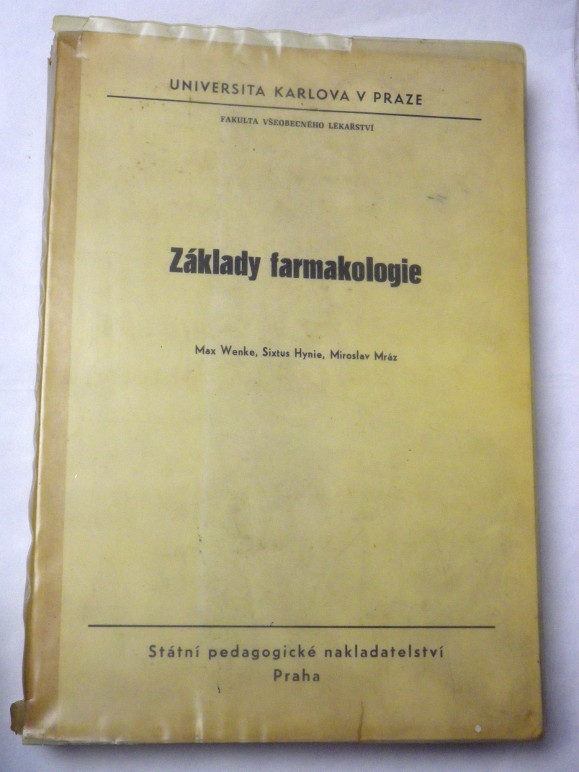 UNIVERSITA KARLOVA V PRAZE
FAKULTA VŠEOBECNÉHO LÉKAŘSTVÍ
Základy farmakologie
Max Wenke, Sixtus Hynie, Miroslav Mráz
Státní pedagogické nakladatelství
Praha